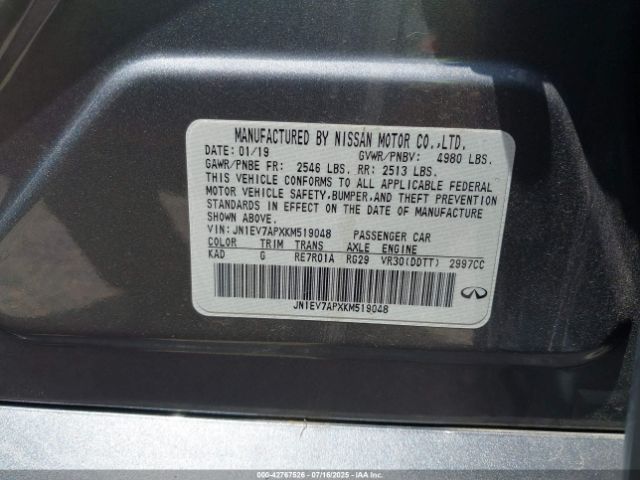 MANUFACTURED BY NISSAN MOTOR CO.,LTD.
DATE: 01/19 GVWR/PNBV: 4980 LBS.
GAWR/PNBE FR: 2546 LBS. RR: 2513 LBS.
THIS VEHICLE CONFORMS TO ALL APPLICABLE FEDERAL
MOTOR VEHICLE SAFETY,BUMPER,AND THEFT PREVENTION
STANDARDS IN EFFECT ON THE DATE OF MANUFACTURE
SHOWN ABOVE.
VIN: JN1EV7APXKM519048 PASSENGER CAR
COLOR TRIM TRANS AXLE ENGINE
KAD G RE7R01A RG29 VR30(DDTT) 2997CC
JN1EV7APXKM519048
000-42767526 07/16/2025 COPYRIGHT IAA, LLC.